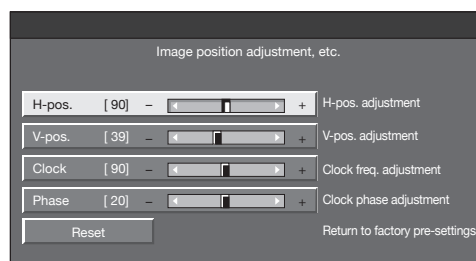 Image position adjustment, etc.
H-pos. [ 90] – + H-pos. adjustment
V-pos. [ 39] – + V-pos. adjustment
Clock [ 90] – + Clock freq. adjustment
Phase [ 20] – + Clock phase adjustment
Reset Return to factory pre-settings